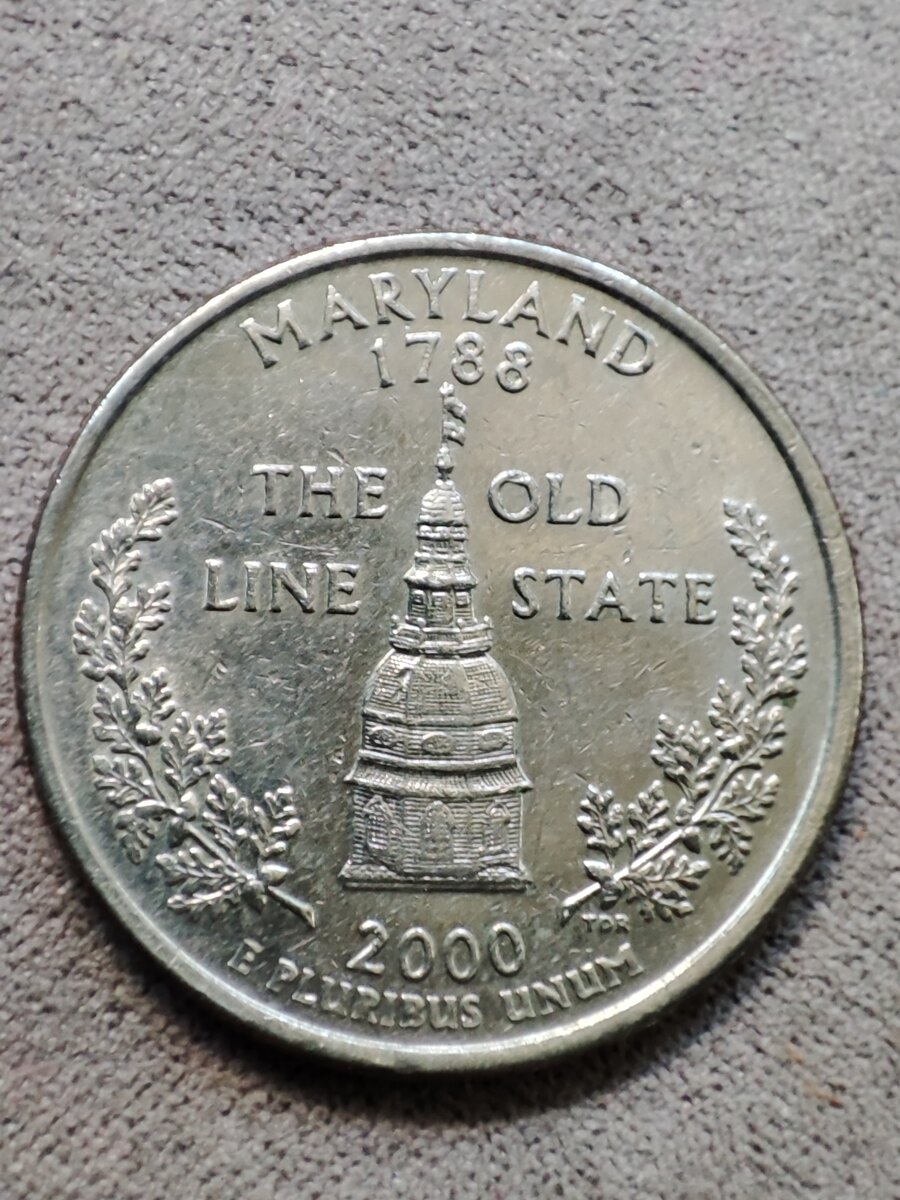 MARYLAND
1788
THE OLD
LINE STATE
TDR
2000
E PLURIBUS UNUM